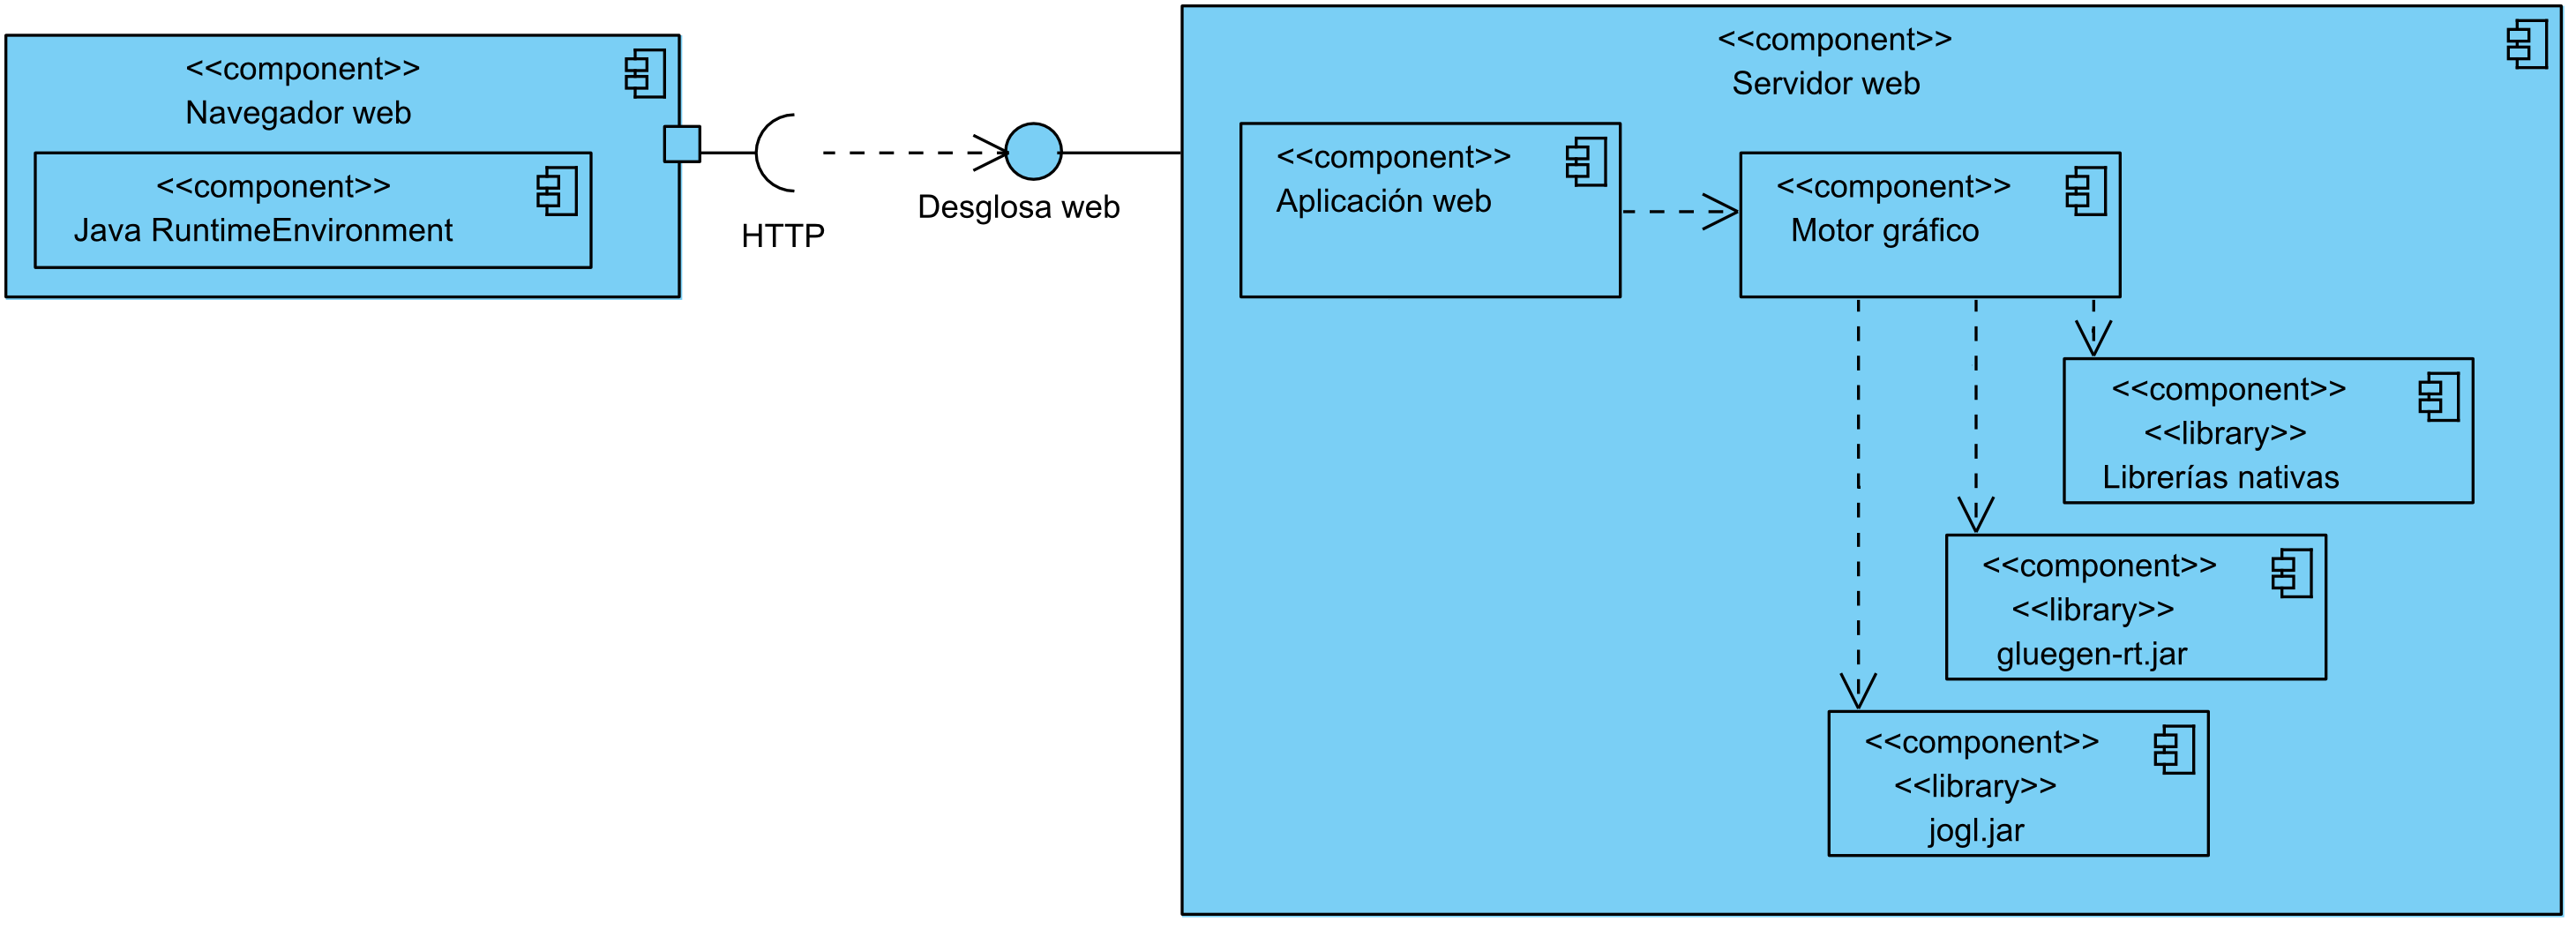 <<component>>
Navegador web
<<component>>
Java RuntimeEnvironment
HTTP
Desglosa web
<<component>>
Servidor web
<<component>>
Aplicación web
<<component>>
Motor gráfico
<<component>>
<<library>>
Librerías nativas
<<component>>
<<library>>
gluegen-rt.jar
<<component>>
<<library>>
jogl.jar